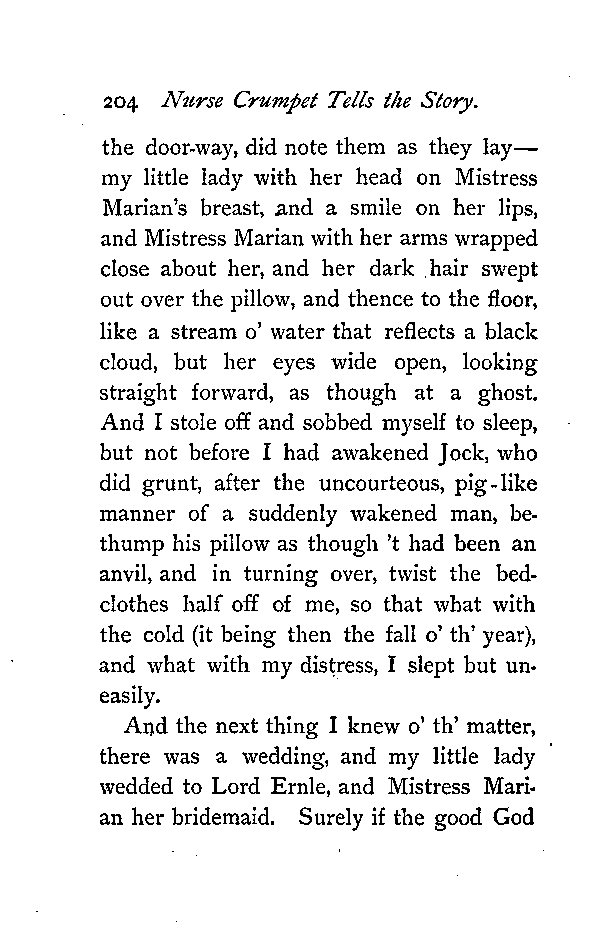 204 Nurse Crumpet Tells the Story.
the door-way, did note them as they lay—
my little lady with her head on Mistress
Marian's breast, and a smile on her lips,
and Mistress Marian with her arms wrapped
close about her, and her dark hair swept
out over the pillow, and thence to the floor,
like a stream o' water that reflects a black
cloud, but her eyes wide open, looking
straight forward, as though at a ghost.
And I stole off and sobbed myself to sleep,
but not before I had awakened Jock, who
did grunt, after the uncourteous, pig-like
manner of a suddenly wakened man, be-
thump his pillow as though 't had been an
anvil, and in turning over, twist the bed-
clothes half off of me, so that what with
the cold (it being then the fall o' th' year),
and what with my distress, I slept but un-
easily.
And the next thing I knew o' th' matter,
there was a wedding, and my little lady
wedded to Lord Ernle, and Mistress Mari-
an her bridemaid. Surely if the good God